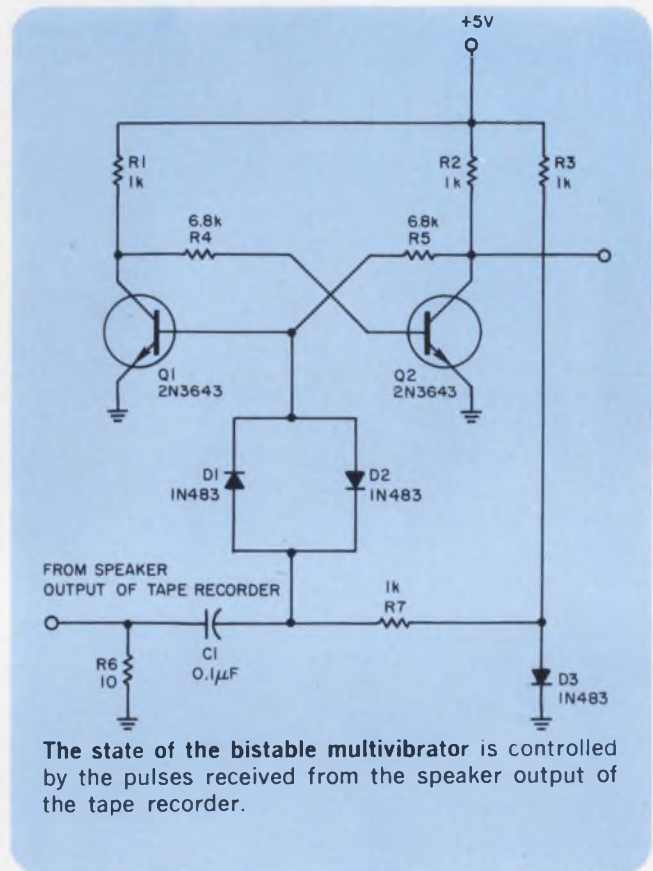 +5V
R1
1k
R2
1k
R3
1k
6.8k
R4
6.8k
R5
Q1
2N3643
Q2
2N3643
D1
1N483
D2
1N483
FROM SPEAKER
OUTPUT OF TAPE RECORDER
1k
R7
R6
10
C1
0.1μF
D3
1N483
The state of the bistable multivibrator is controlled
by the pulses received from the speaker output of
the tape recorder.